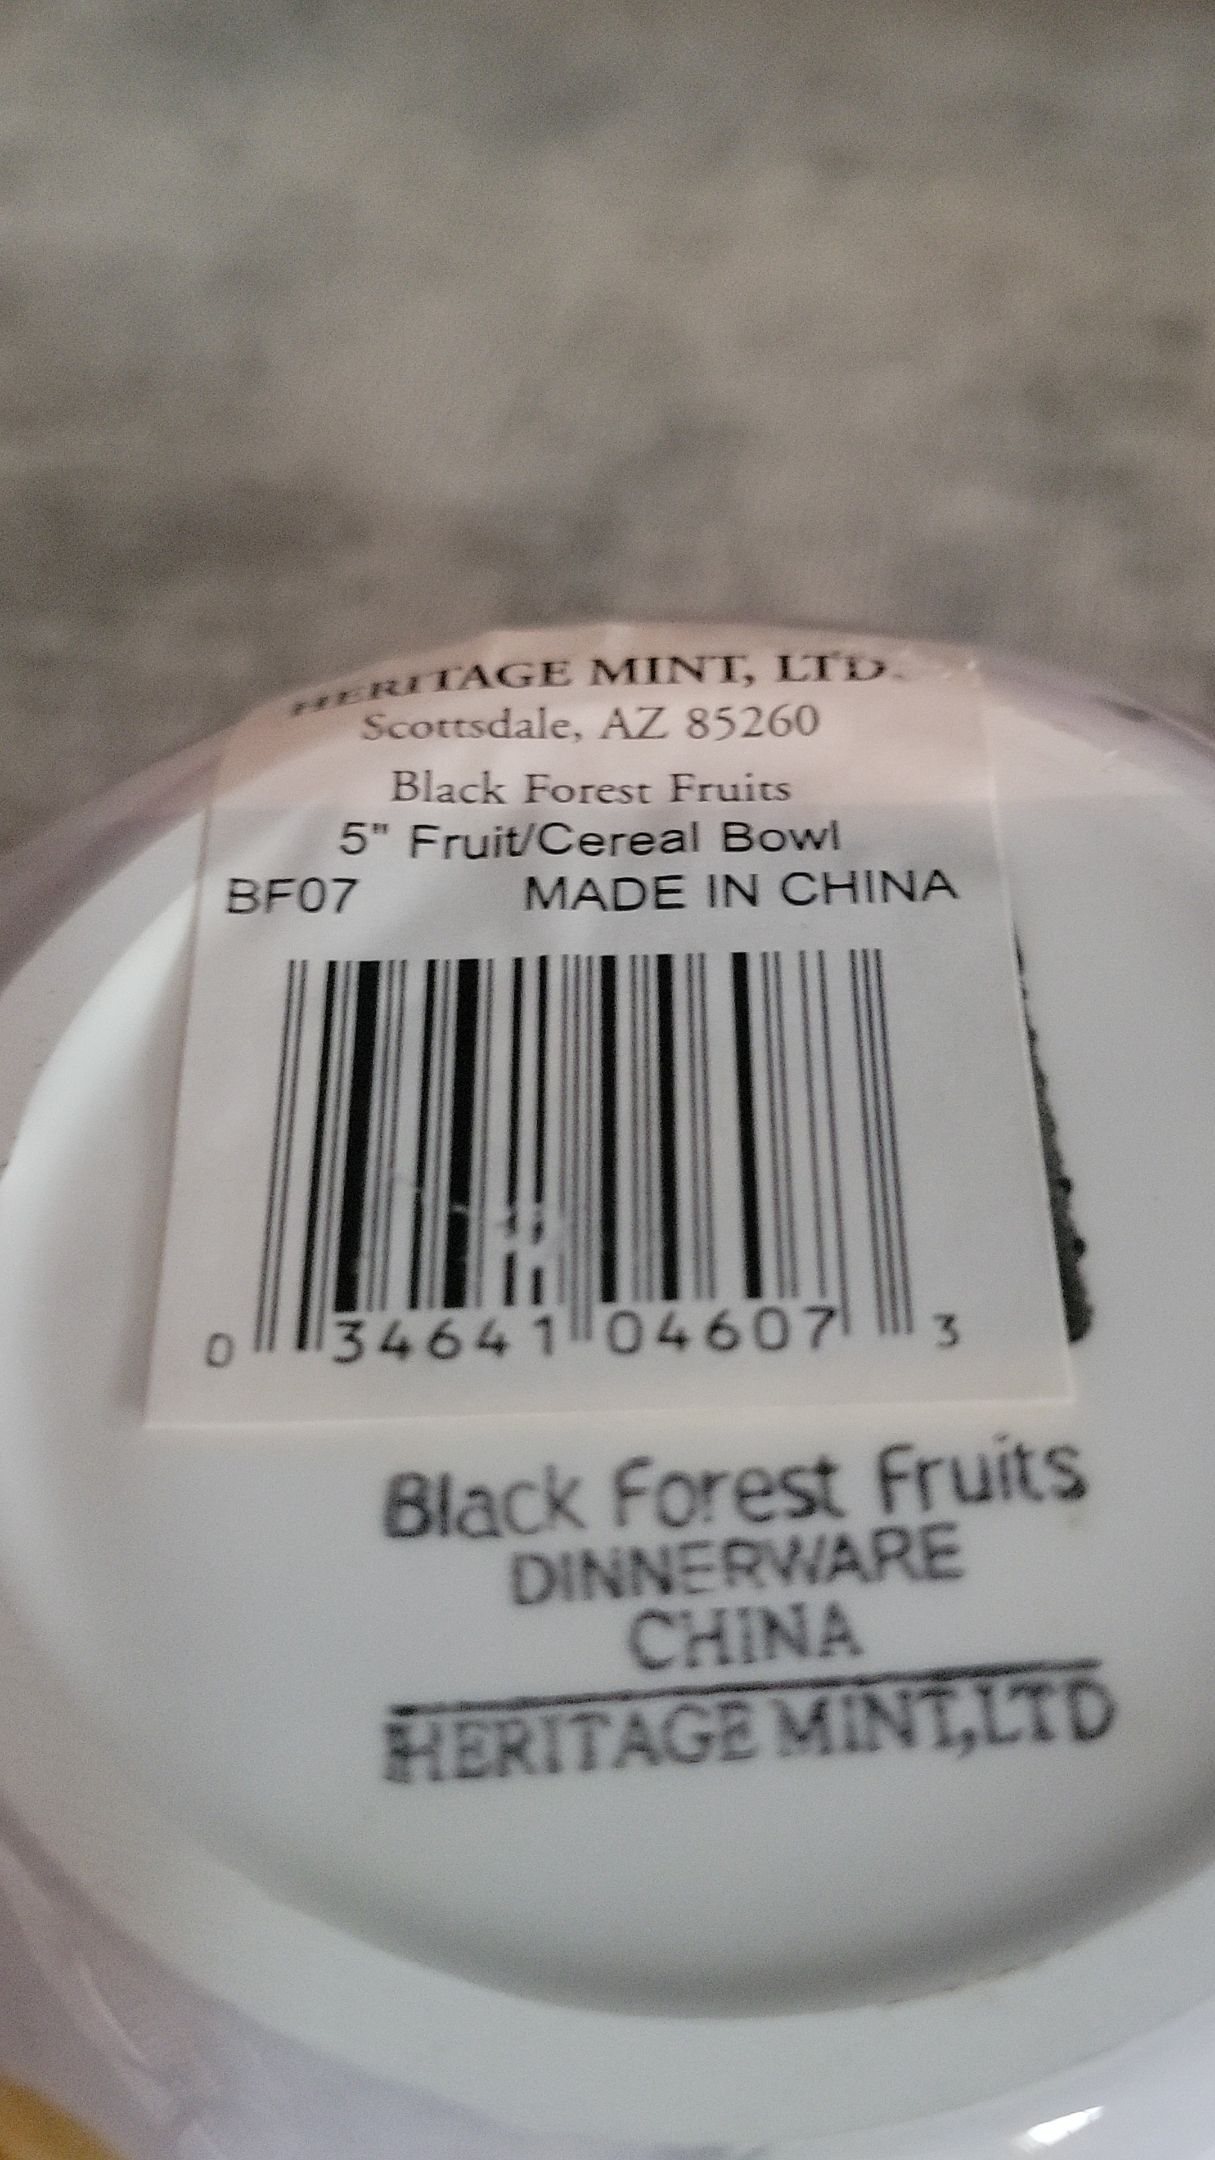 HERITAGE MINT, LTD.
Scottsdale, AZ 85260
Black Forest Fruits
5" Fruit/Cereal Bowl
BF07 MADE IN CHINA
0 34641 04607 3
Black Forest Fruits
DINNERWARE
CHINA
HERITAGE MINT,LTD